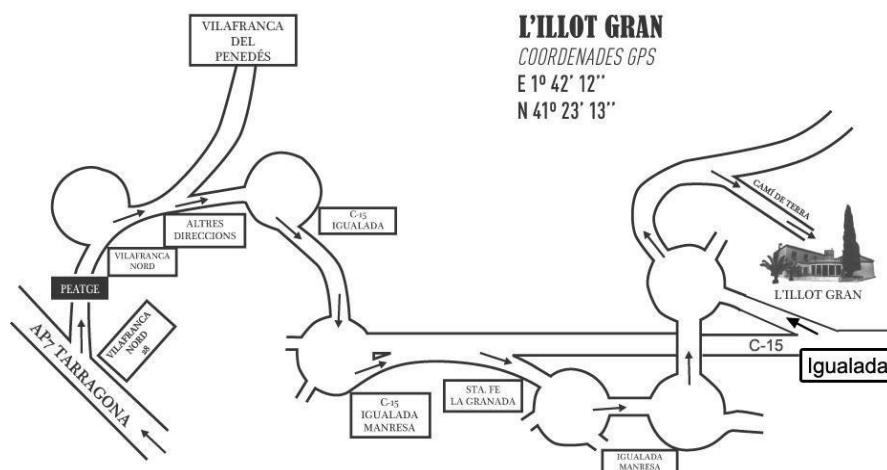 L'ILLOT GRAN
COORDENADES GPS
E 1º 42' 12''
N 41º 23' 13''
VILAFRANCA
DEL
PENEDÉS
C-15
IGUALADA
ALTRES
DIRECCIONS
VILAFRANCA
NORD
PEATGE
VILAFRANCA
NORD
28
AP7 TARRAGONA
CAMÍ DE TERRA
L'ILLOT GRAN
C-15
Igualada
C-15
IGUALADA
MANRESA
STA. FE
LA GRANADA
IGUALADA
MANRESA